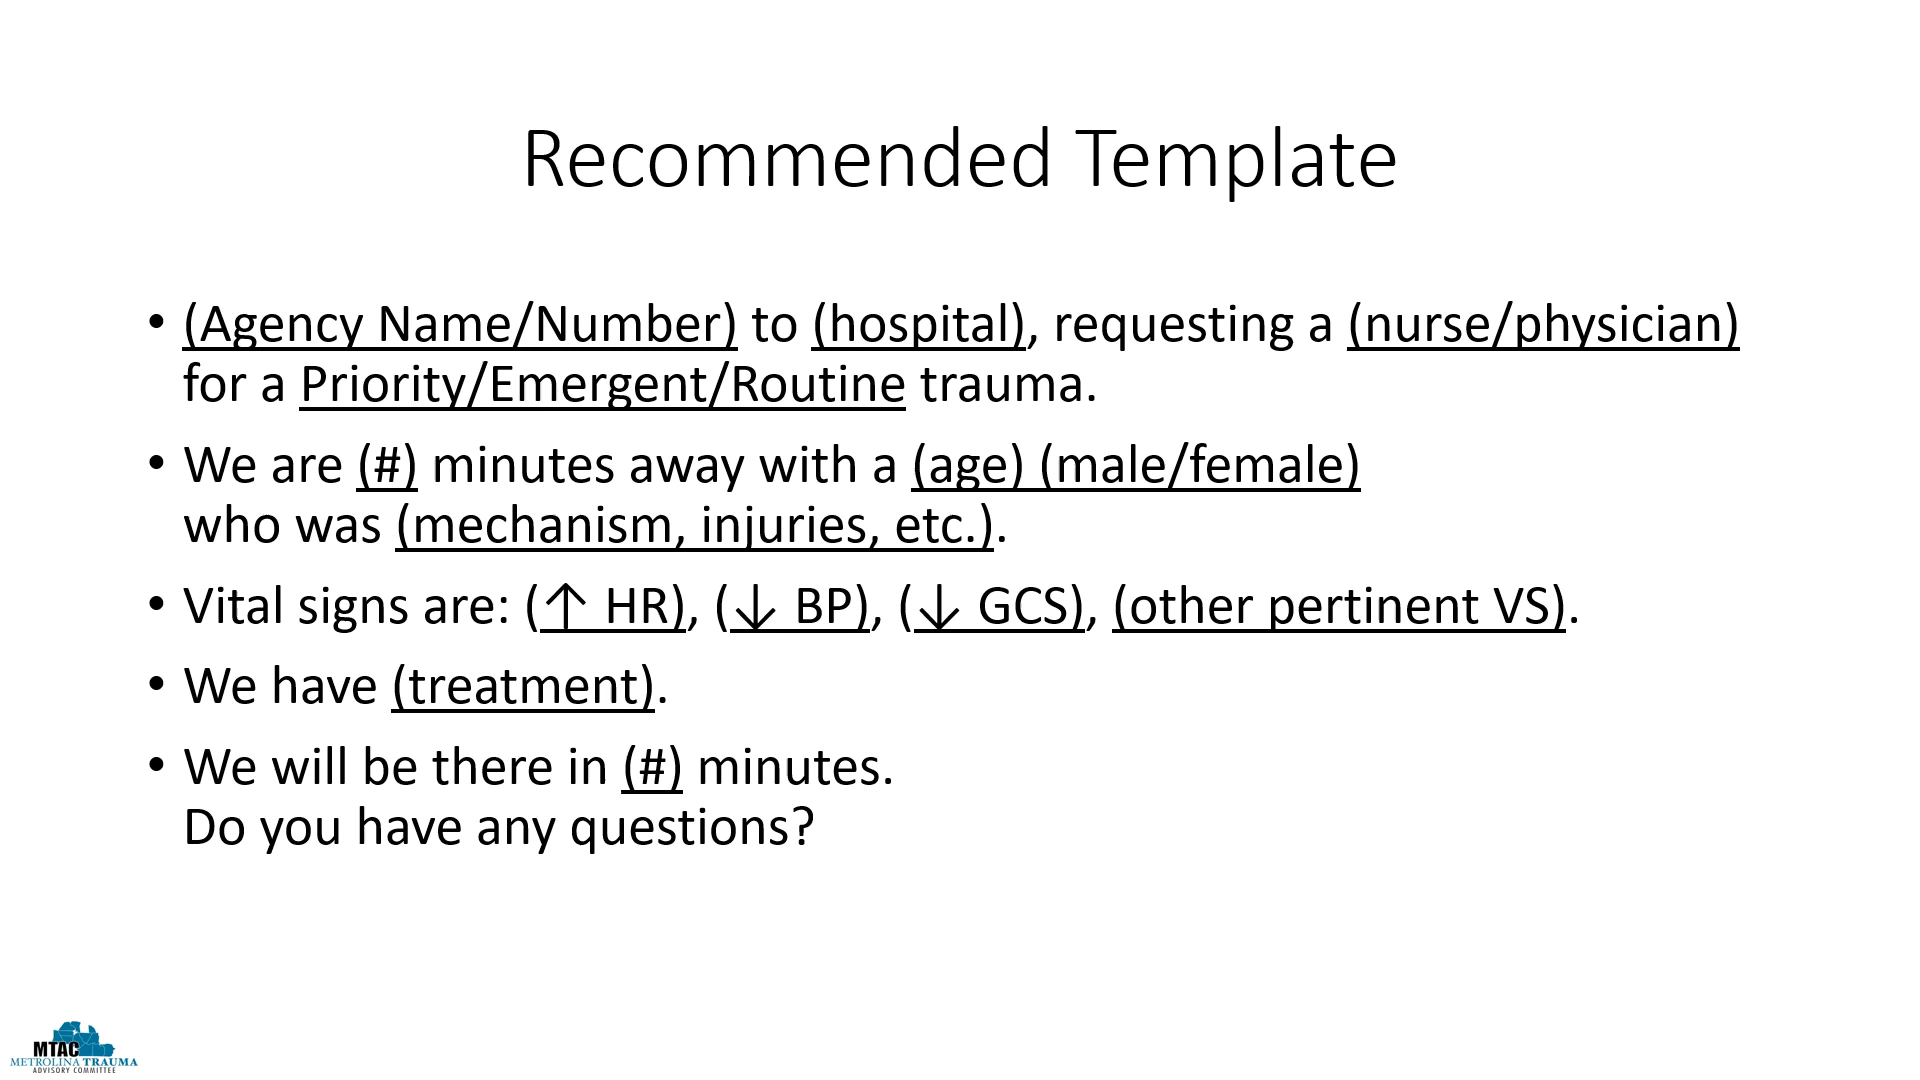 Recommended Template
• (Agency Name/Number) to (hospital), requesting a (nurse/physician)
for a Priority/Emergent/Routine trauma.
• We are (#) minutes away with a (age) (male/female)
who was (mechanism, injuries, etc.).
• Vital signs are: (↑ HR), (↓ BP), (↓ GCS), (other pertinent VS).
• We have (treatment).
• We will be there in (#) minutes.
Do you have any questions?
MTAC
METROLINA TRAUMA
ADVISORY COMMITTEE